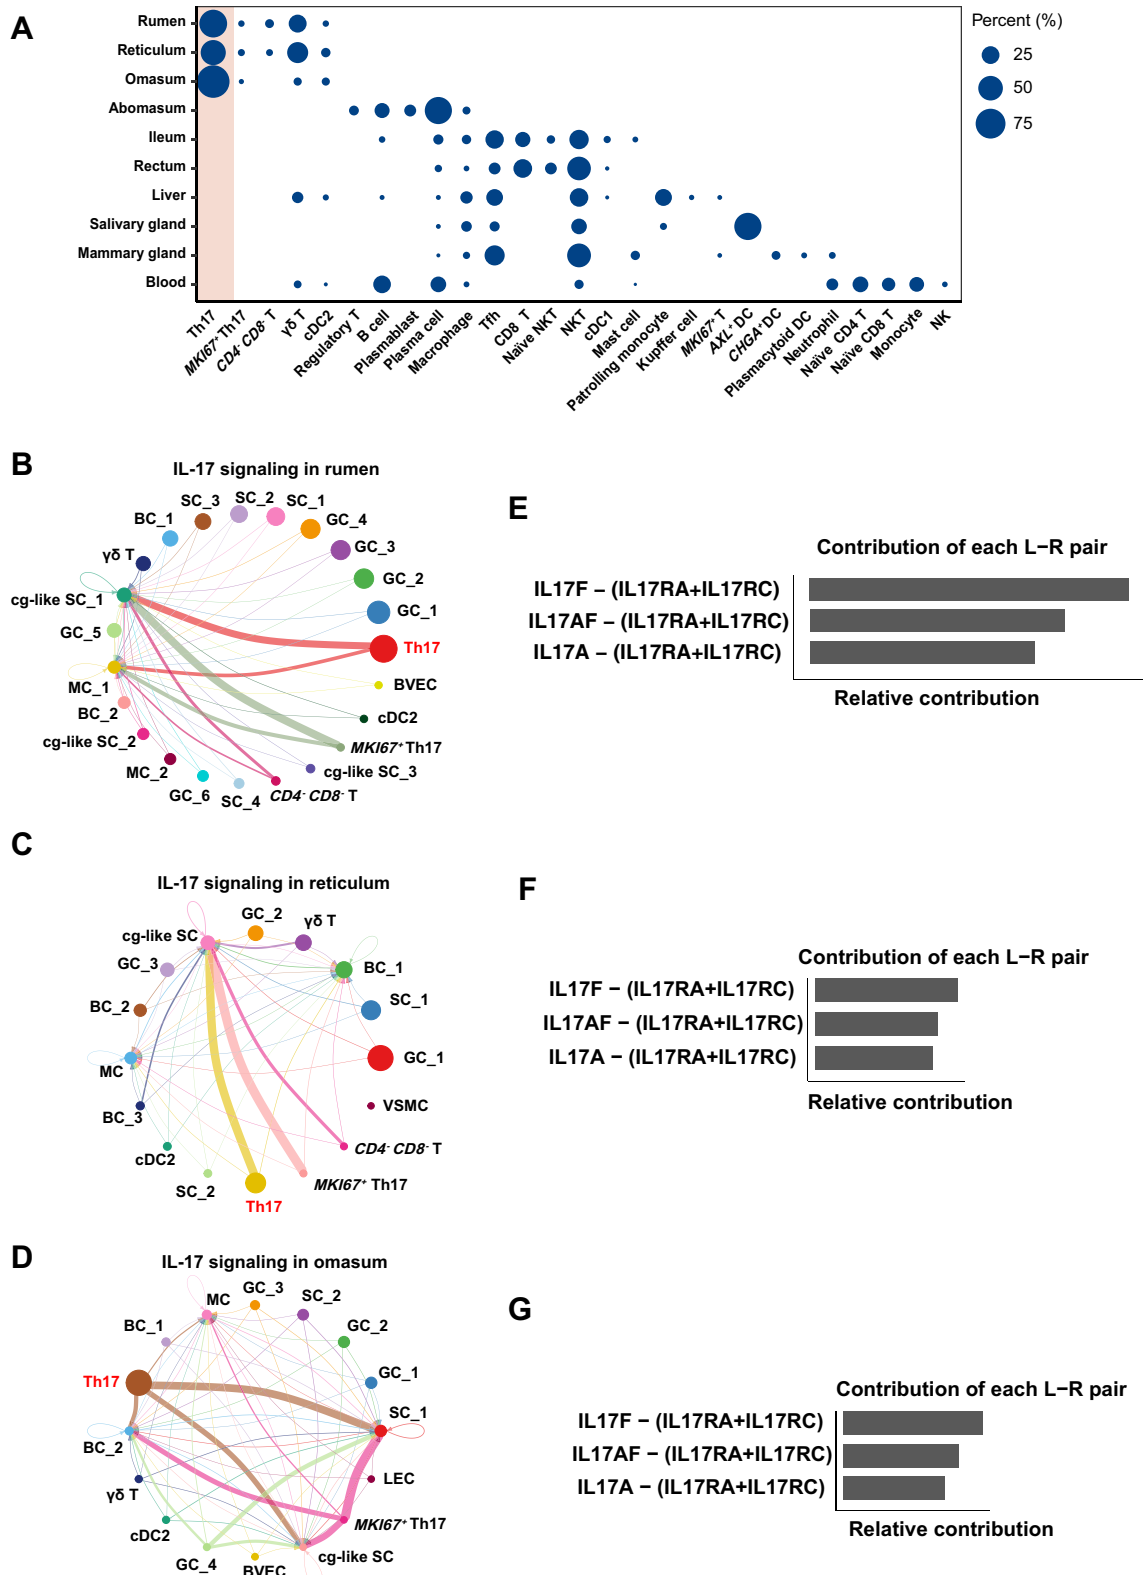 A
Percent (%)
25
50
75
Rumen
Reticulum
Omasum
Abomasum
Ileum
Rectum
Liver
Salivary gland
Mammary gland
Blood
Th17
MKI67⁺ Th17
CD4⁻ CD8⁻ T
γδ T
cDC2
Regulatory T
B cell
Plasmablast
Plasma cell
Macrophage
Tfh
CD8 T
Naïve NKT
NKT
cDC1
Mast cell
Patrolling monocyte
Kupffer cell
MKI67⁺ T
AXL⁺ DC
CHGA⁺ DC
Plasmacytoid DC
Neutrophil
Naïve CD4 T
Naïve CD8 T
Monocyte
NK
B
IL-17 signaling in rumen
SC_3
SC_2
SC_1
BC_1
GC_4
γδ T
GC_3
GC_2
cg-like SC_1
GC_1
GC_5
Th17
MC_1
BVEC
BC_2
cDC2
cg-like SC_2
MKI67⁺ Th17
MC_2
cg-like SC_3
GC_6
SC_4
CD4⁻ CD8⁻ T
E
Contribution of each L−R pair
IL17F − (IL17RA+IL17RC)
IL17AF − (IL17RA+IL17RC)
IL17A − (IL17RA+IL17RC)
Relative contribution
C
IL-17 signaling in reticulum
GC_2
γδ T
cg-like SC
GC_3
BC_1
BC_2
SC_1
MC
GC_1
BC_3
VSMC
cDC2
CD4⁻ CD8⁻ T
SC_2
MKI67⁺ Th17
Th17
F
Contribution of each L−R pair
IL17F − (IL17RA+IL17RC)
IL17AF − (IL17RA+IL17RC)
IL17A − (IL17RA+IL17RC)
Relative contribution
D
IL-17 signaling in omasum
GC_3
MC
SC_2
BC_1
GC_2
Th17
GC_1
SC_1
BC_2
LEC
γδ T
MKI67⁺ Th17
cDC2
cg-like SC
GC_4
BVEC
G
Contribution of each L−R pair
IL17F − (IL17RA+IL17RC)
IL17AF − (IL17RA+IL17RC)
IL17A − (IL17RA+IL17RC)
Relative contribution